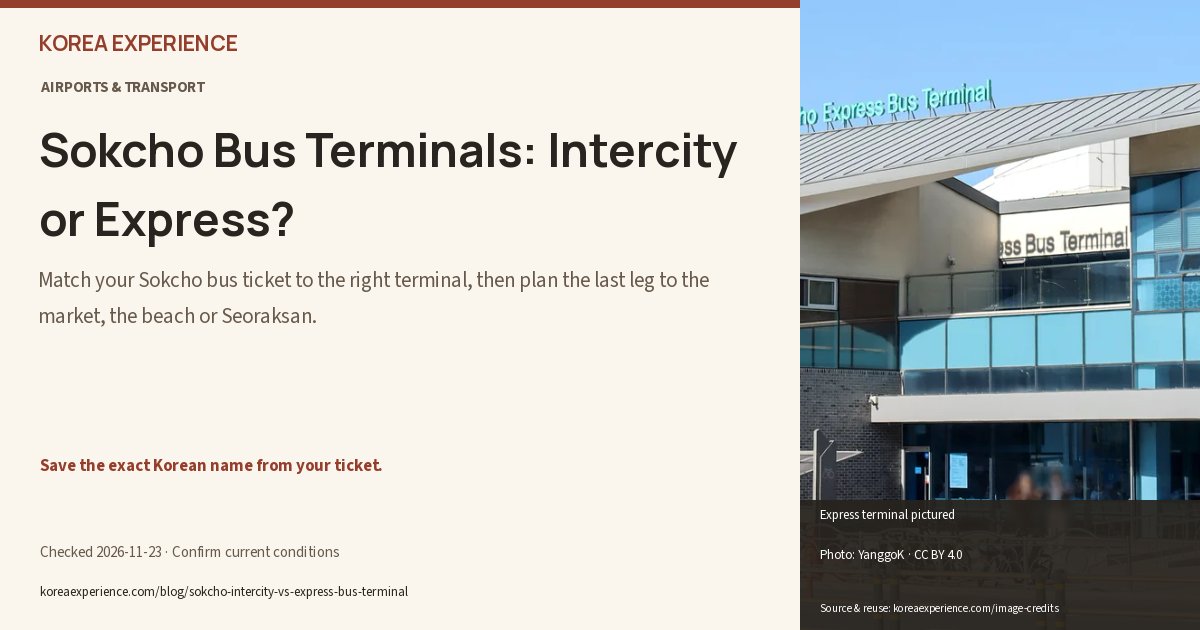 KOREA EXPERIENCE
AIRPORTS & TRANSPORT
Sokcho Bus Terminals: Intercity
or Express?
Match your Sokcho bus ticket to the right terminal, then plan the last leg to the
market, the beach or Seoraksan.
Save the exact Korean name from your ticket.
Checked 2026-11-23 · Confirm current conditions
koreaexperience.com/blog/sokcho-intercity-vs-express-bus-terminal
ho Express Bus Terminal
ess Bus Terminal
Express terminal pictured
Photo: YanggoK · CC BY 4.0
Source & reuse: koreaexperience.com/image-credits